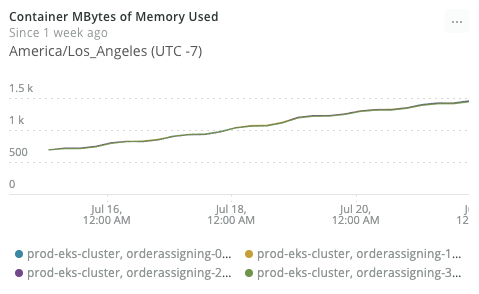 Container MBytes of Memory Used
...
Since 1 week ago
America/Los_Angeles (UTC -7)
1.5 k
1 k
500
0
Jul 16,
12:00 AM
Jul 18,
12:00 AM
Jul 20,
12:00 AM
Ju
12
prod-eks-cluster, orderassigning-0...
prod-eks-cluster, orderassigning-1...
prod-eks-cluster, orderassigning-2...
prod-eks-cluster, orderassigning-3...